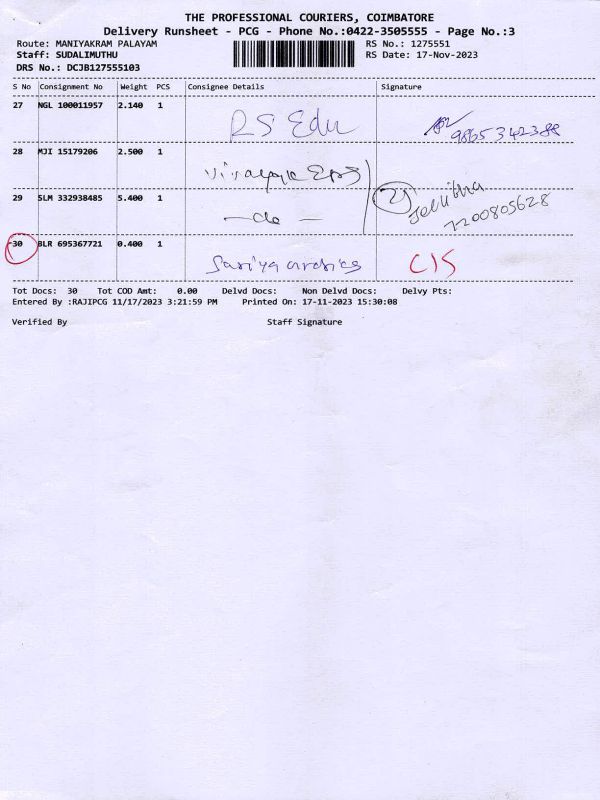 THE PROFESSIONAL COURIERS, COIMBATORE
Delivery Runsheet - PCG - Phone No.:0422-3505555 - Page No.:3
Route: MANIYAKRAM PALAYAM RS No.: 1275551
Staff: SUDALIMUTHU RS Date: 17-Nov-2023
DRS No.: DCJB127555103
S No Consignment No Weight PCS Consignee Details Signature
27 NGL 100011957 2.140 1 RS Edu 9865342388
28 MJI 15179206 2.500 1
29 SLM 332938485 5.400 1 -do- 7200805628
30 BLR 695367721 0.400 1 C/S
Tot Docs: 30 Tot COD Amt: 0.00 Delvd Docs: Non Delvd Docs: Delvy Pts:
Entered By :RAJIPCG 11/17/2023 3:21:59 PM Printed On: 17-11-2023 15:30:08
Verified By Staff Signature